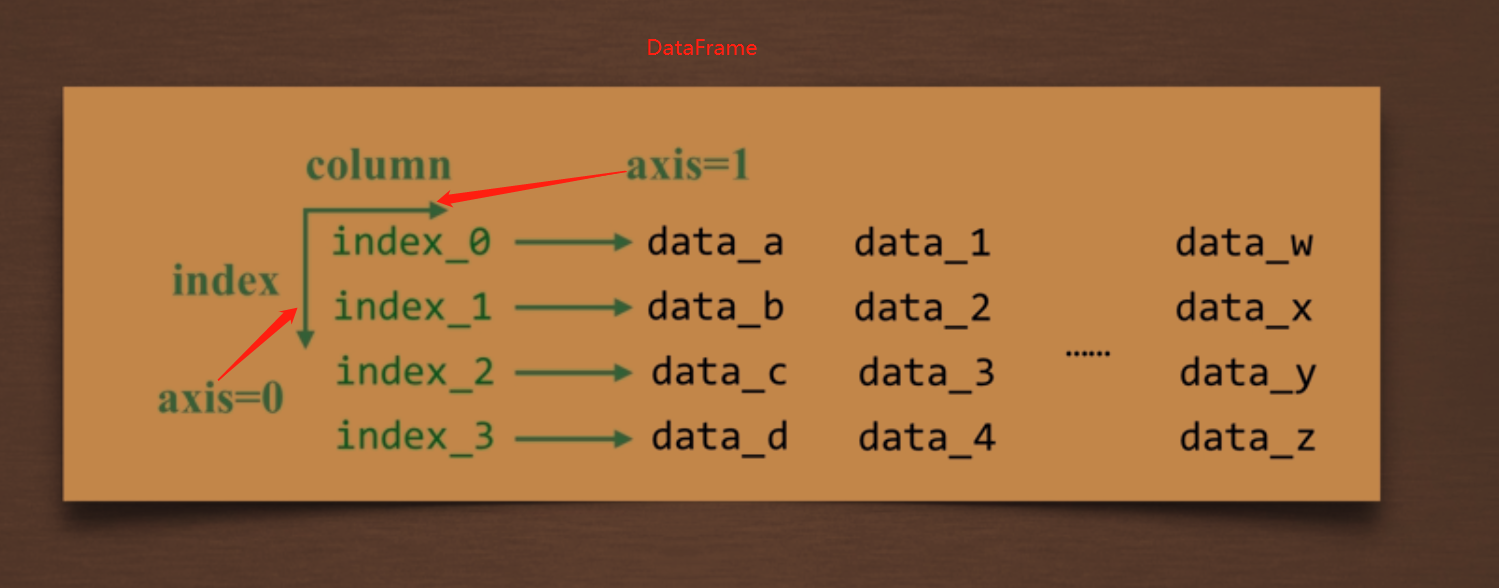 DataFrame
column axis=1
index_0 data_a data_1 data_w
index
index_1 data_b data_2 data_x
......
index_2 data_c data_3 data_y
axis=0
index_3 data_d data_4 data_z